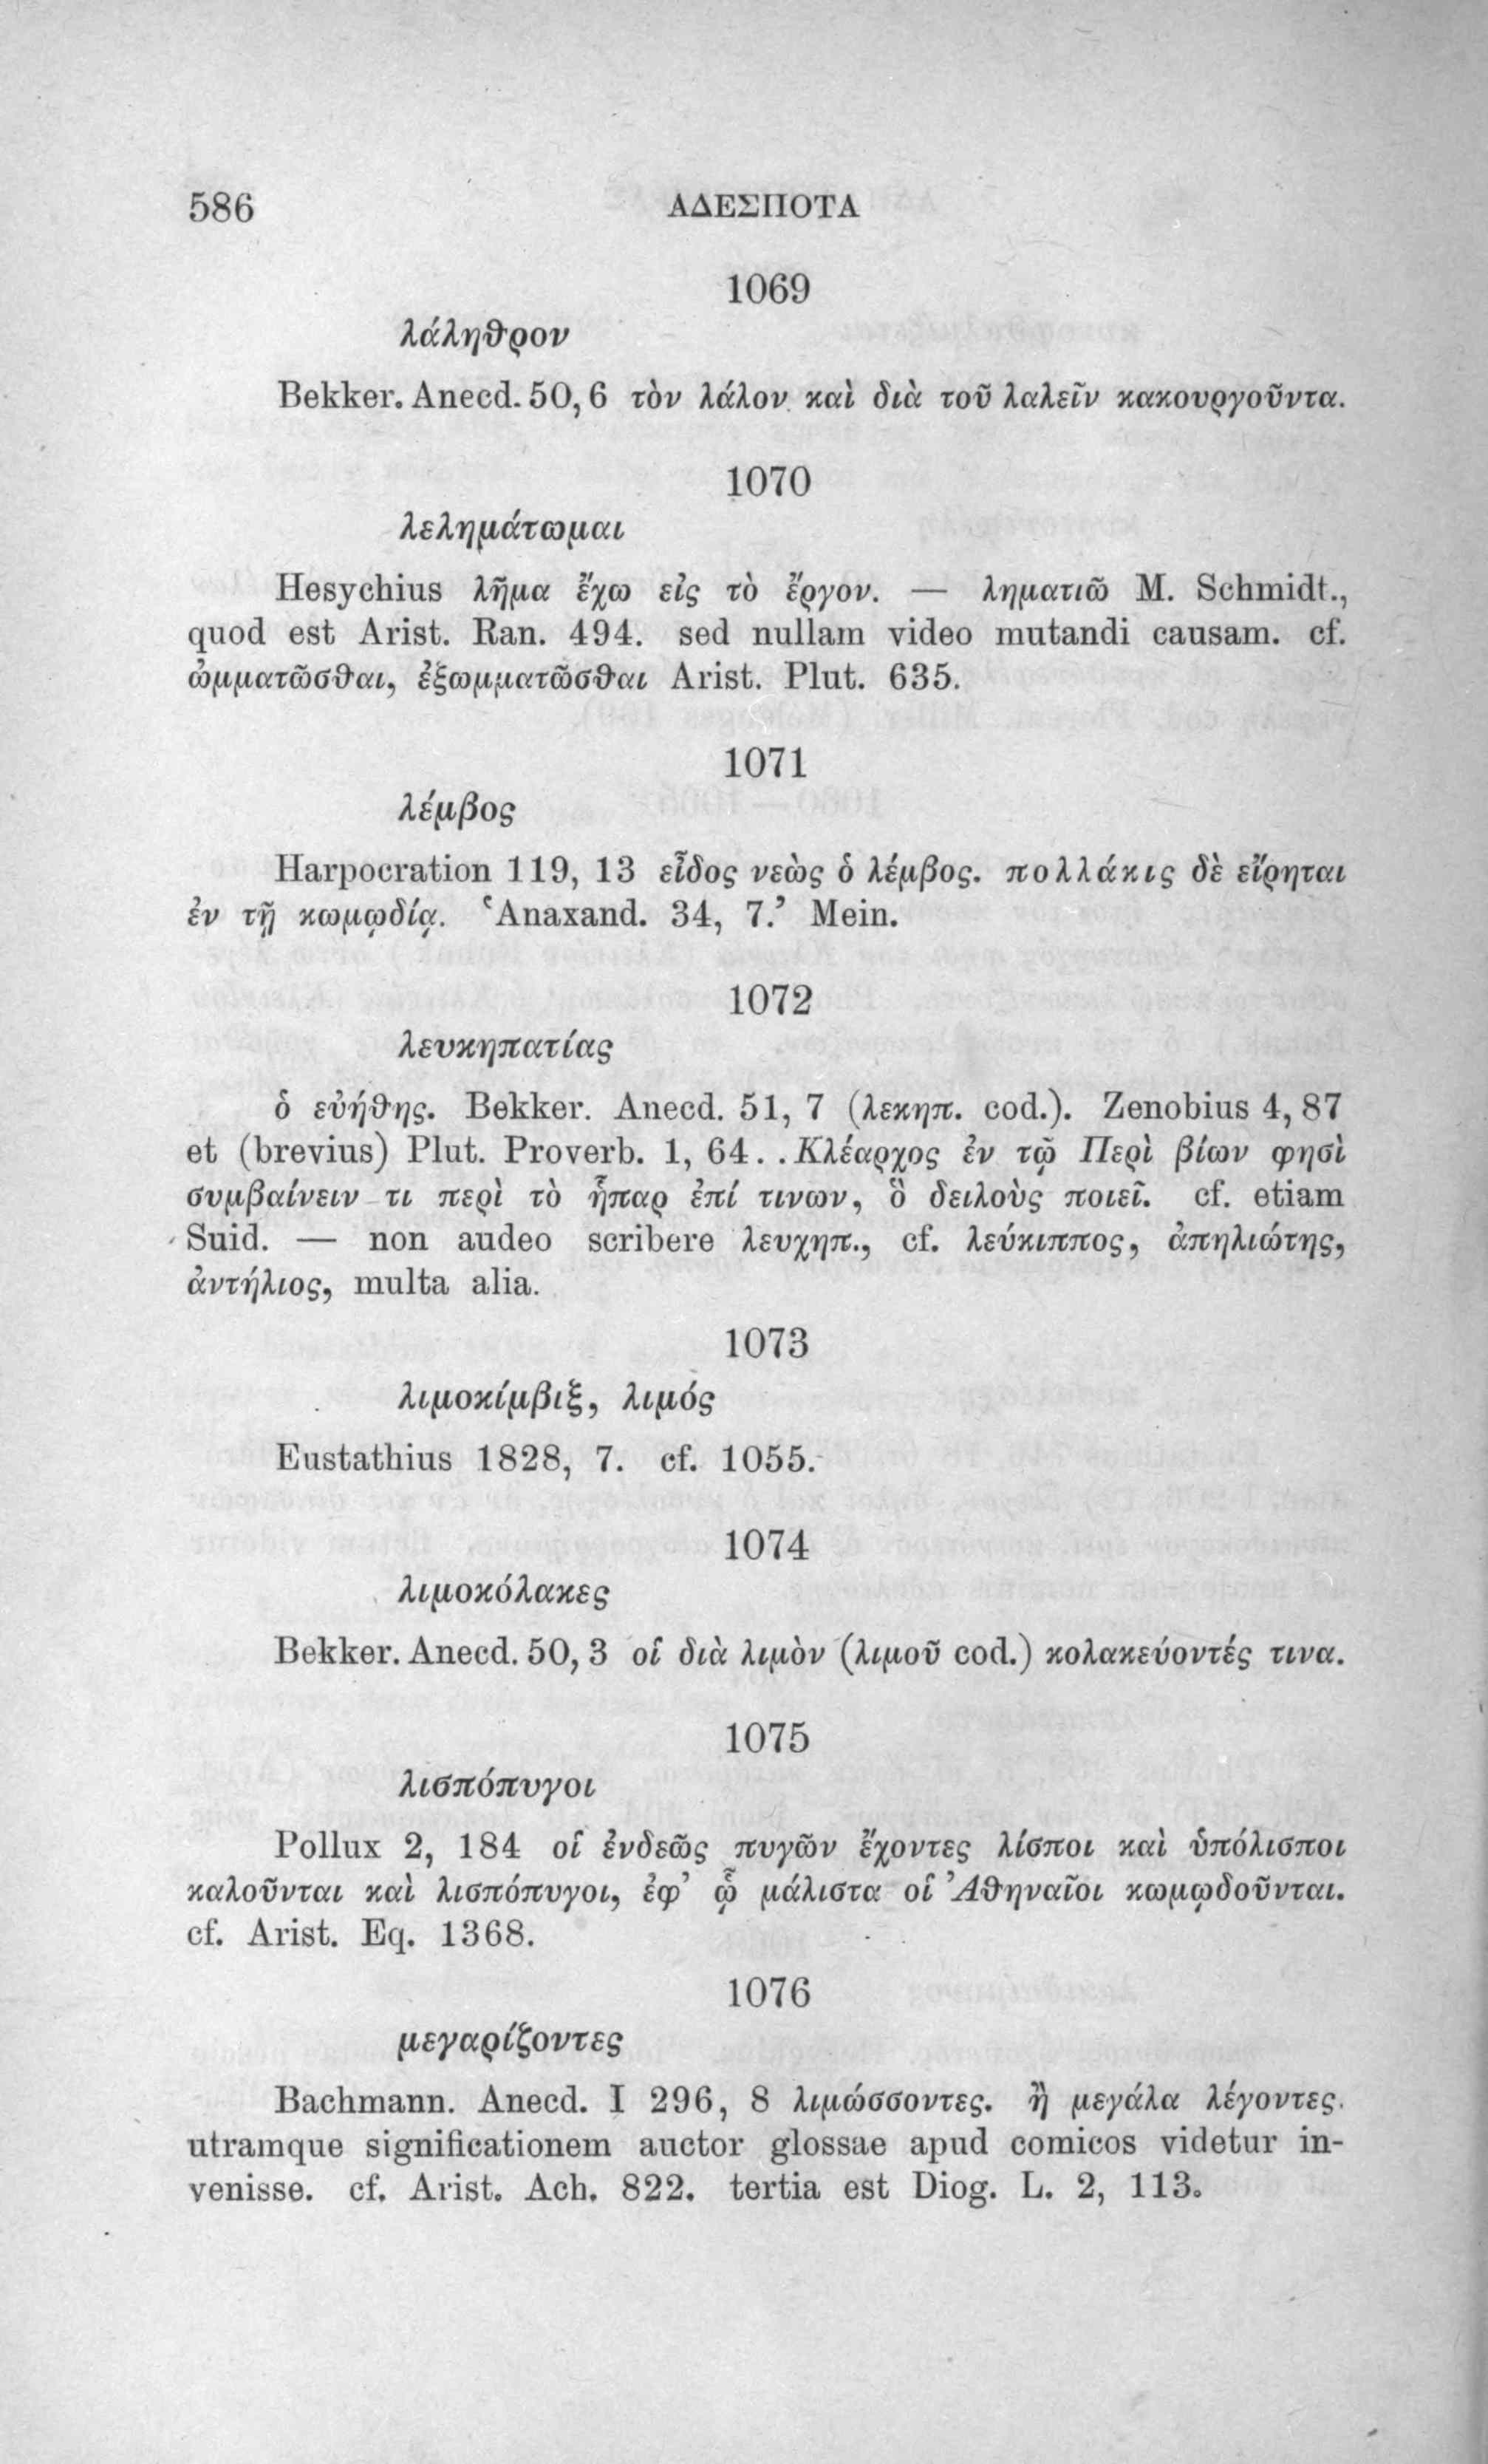 586
ΑΔΕΣΠΟΤΑ
1069
λάληθρον
Bekker. Anecd. 50, 6 τὸν λάλον καὶ διὰ τοῦ λαλεῖν κακουργοῦντα.
1070
λελημάτωμαι
Hesychius λῆμα ἔχω εἰς τὸ ἔργον. — ληματιῶ M. Schmidt.,
quod est Arist. Ran. 494. sed nullam video mutandi causam. cf.
ὠμματῶσθαι, ἐξωμματῶσθαι Arist. Plut. 635.
1071
λέμβος
Harpocration 119, 13 εἶδος νεὼς ὁ λέμβος. πολλάκις δὲ εἴρηται
ἐν τῇ κωμῳδίᾳ. ‘Anaxand. 34, 7.’ Mein.
1072
λευκηπατίας
ὁ εὐήθης. Bekker. Anecd. 51, 7 (λεκηπ. cod.). Zenobius 4, 87
et (brevius) Plut. Proverb. 1, 64. . Κλέαρχος ἐν τῷ Περὶ βίων φησὶ
συμβαίνειν τι περὶ τὸ ἧπαρ ἐπί τινων, ὃ δειλοὺς ποιεῖ. cf. etiam
Suid. — non audeo scribere λευχηπ., cf. λεύκιππος, ἀπηλιώτης,
ἀντήλιος, multa alia.
1073
λιμοκίμβιξ, λιμός
Eustathius 1828, 7. cf. 1055.
1074
λιμοκόλακες
Bekker. Anecd. 50, 3 οἱ διὰ λιμὸν (λιμοῦ cod.) κολακεύοντές τινα.
1075
λισπόπυγοι
Pollux 2, 184 οἱ ἐνδεῶς πυγῶν ἔχοντες λίσποι καὶ ὑπόλισποι
καλοῦνται καὶ λισπόπυγοι, ἐφ’ ᾧ μάλιστα οἱ Ἀθηναῖοι κωμῳδοῦνται.
cf. Arist. Eq. 1368.
1076
μεγαρίζοντες
Bachmann. Anecd. I 296, 8 λιμώσσοντες. ἢ μεγάλα λέγοντες.
utramque significationem auctor glossae apud comicos videtur in-
venisse. cf. Arist. Ach. 822. tertia est Diog. L. 2, 113.